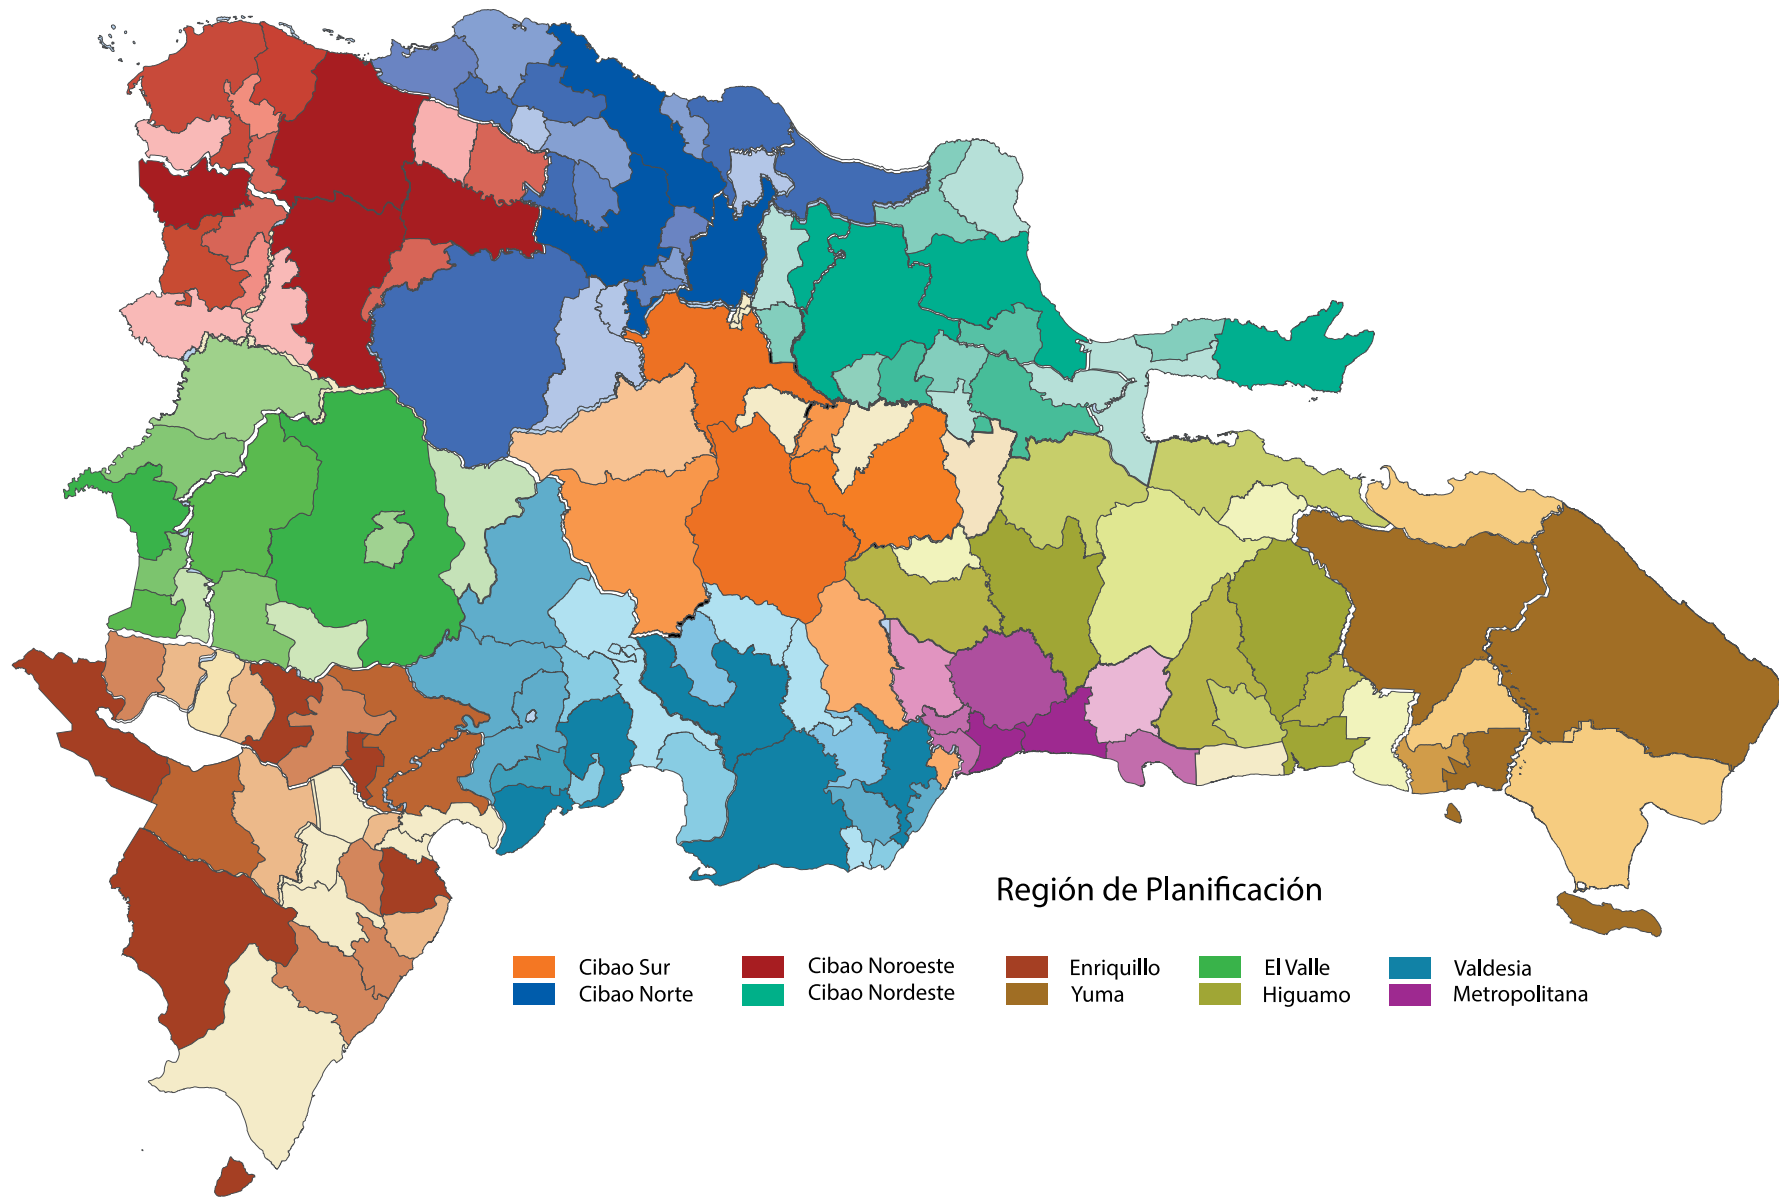 Región de Planificación
Cibao Sur
Cibao Noroeste
Enriquillo
El Valle
Valdesia
Cibao Norte
Cibao Nordeste
Yuma
Higuamo
Metropolitana